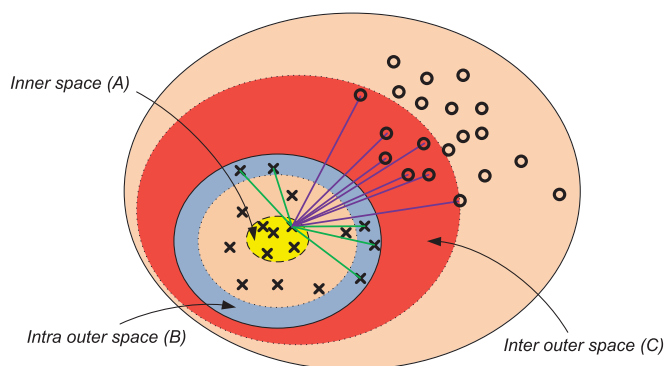 Inner space (A)
Intra outer space (B)
Inter outer space (C)